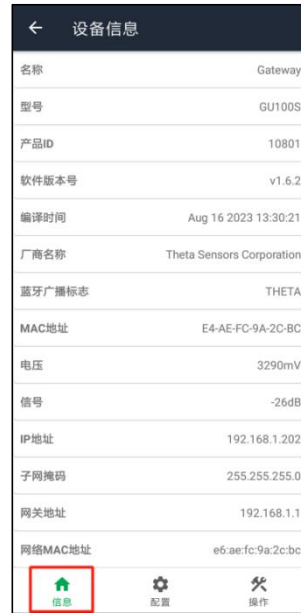 设备信息
名称 Gateway
型号 GU100S
产品ID 10801
软件版本号 v1.6.2
编译时间 Aug 16 2023 13:30:21
厂商名称 Theta Sensors Corporation
蓝牙广播标志 THETA
MAC地址 E4-AE-FC-9A-2C-BC
电压 3290mV
信号 -26dB
IP地址 192.168.1.202
子网掩码 255.255.255.0
网关地址 192.168.1.1
网络MAC地址 e6:ae:fc:9a:2c:bc
信息 配置 操作